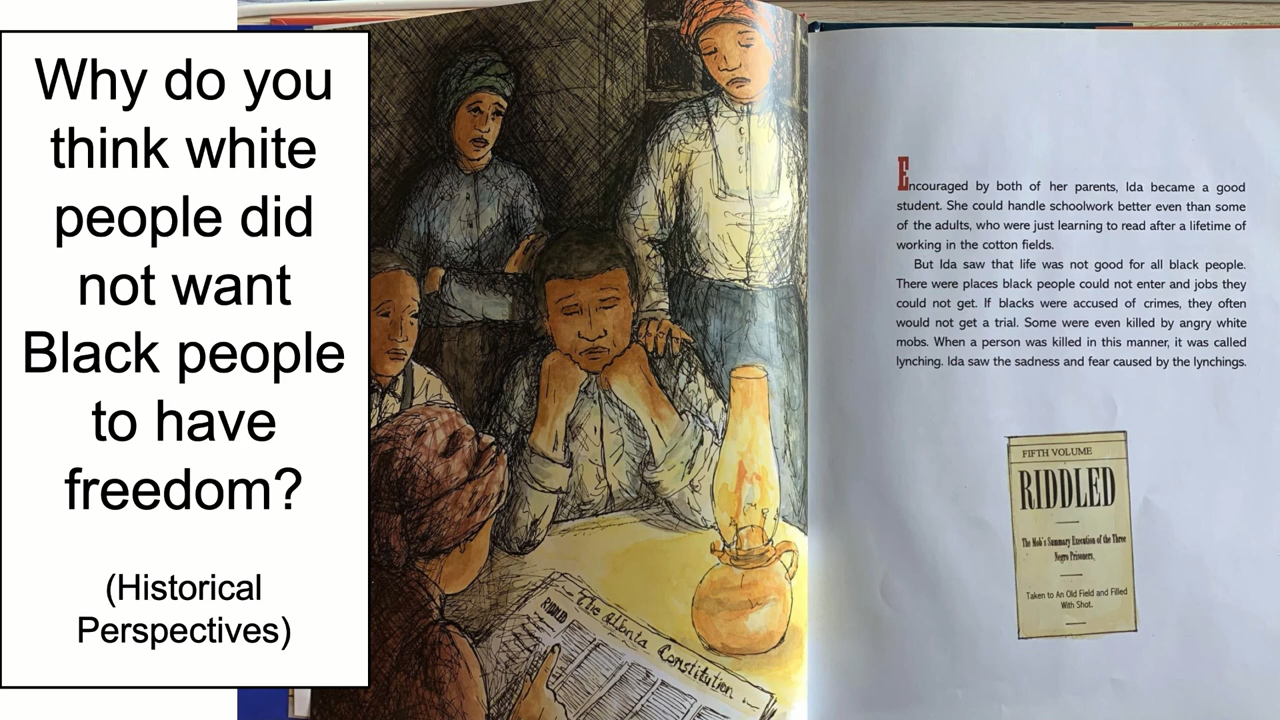 Why do you
think white
people did
not want
Black people
to have
freedom?
(Historical
Perspectives)
Encouraged by both of her parents, Ida became a good
student. She could handle schoolwork better even than some
of the adults, who were just learning to read after a lifetime of
working in the cotton fields.
But Ida saw that life was not good for all black people.
There were places black people could not enter and jobs they
could not get. If blacks were accused of crimes, they often
would not get a trial. Some were even killed by angry white
mobs. When a person was killed in this manner, it was called
lynching. Ida saw the sadness and fear caused by the lynchings.
FIFTH VOLUME
RIDDLED
The Mob's Summary Execution of the Three
Negro Prisoners,
Taken to An Old Field and Filled
With Shot.
The Atlanta Constitution
RIDDLED